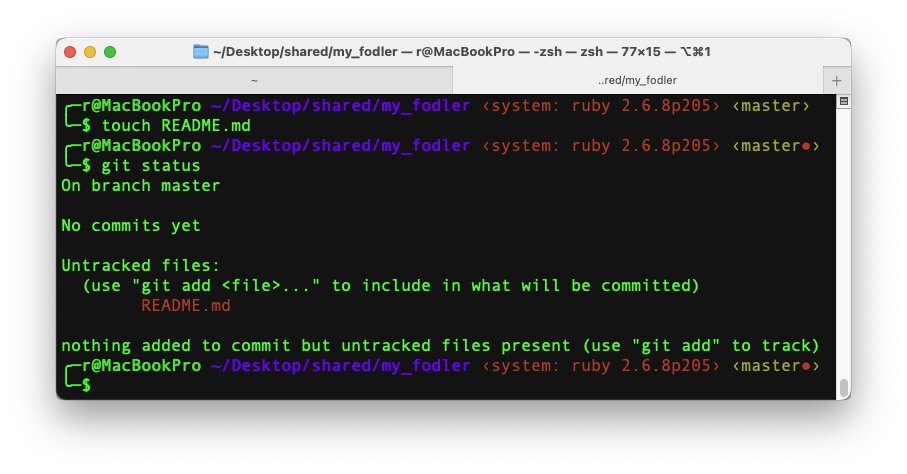 ~/Desktop/shared/my_fodler — r@MacBookPro — -zsh — zsh — 77×15 — ⌥⌘1
~
..red/my_fodler
+
╭─r@MacBookPro ~/Desktop/shared/my_fodler ‹system: ruby 2.6.8p205› ‹master›
╰─$ touch README.md
╭─r@MacBookPro ~/Desktop/shared/my_fodler ‹system: ruby 2.6.8p205› ‹master●›
╰─$ git status
On branch master
No commits yet
Untracked files:
  (use "git add <file>..." to include in what will be committed)
        README.md
nothing added to commit but untracked files present (use "git add" to track)
╭─r@MacBookPro ~/Desktop/shared/my_fodler ‹system: ruby 2.6.8p205› ‹master●›
╰─$